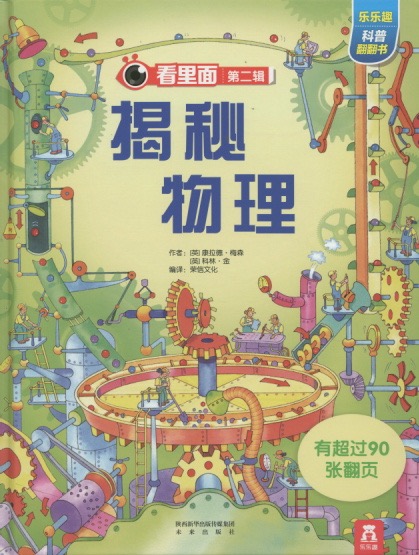 乐乐趣
科普
翻翻书
看里面 第二辑
揭秘
物理
作者：[英] 康拉德·梅森
[英] 科林·金
编译：荣信文化
有超过90
张翻页
陕西新华出版传媒集团
未来出版社
乐乐趣